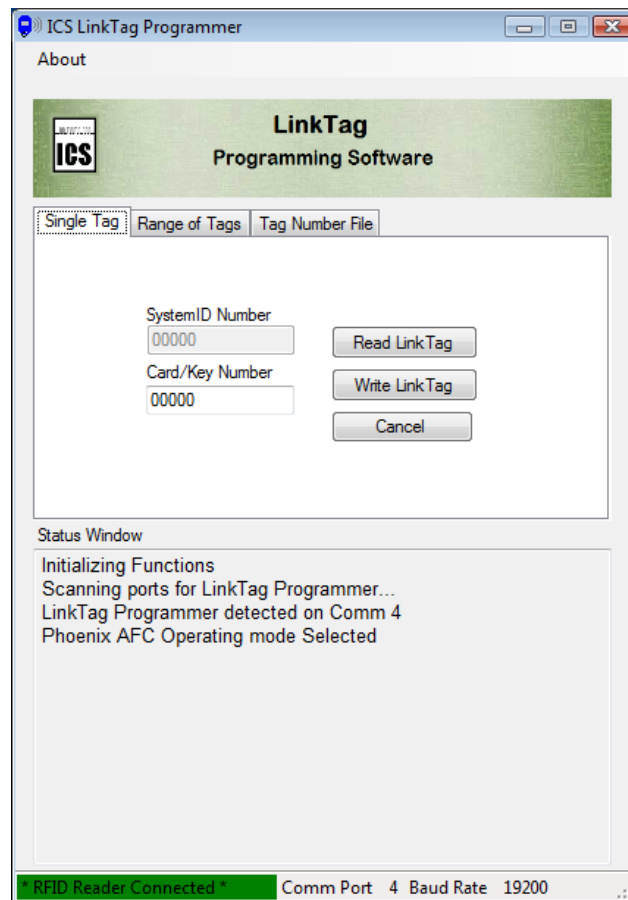 ICS LinkTag Programmer
About
ICS
LinkTag
Programming Software
Single Tag Range of Tags Tag Number File
SystemID Number
00000
Read LinkTag
Card/Key Number
Write LinkTag
00000
Cancel
Status Window
Initializing Functions
Scanning ports for LinkTag Programmer...
LinkTag Programmer detected on Comm 4
Phoenix AFC Operating mode Selected
* RFID Reader Connected * Comm Port 4 Baud Rate 19200